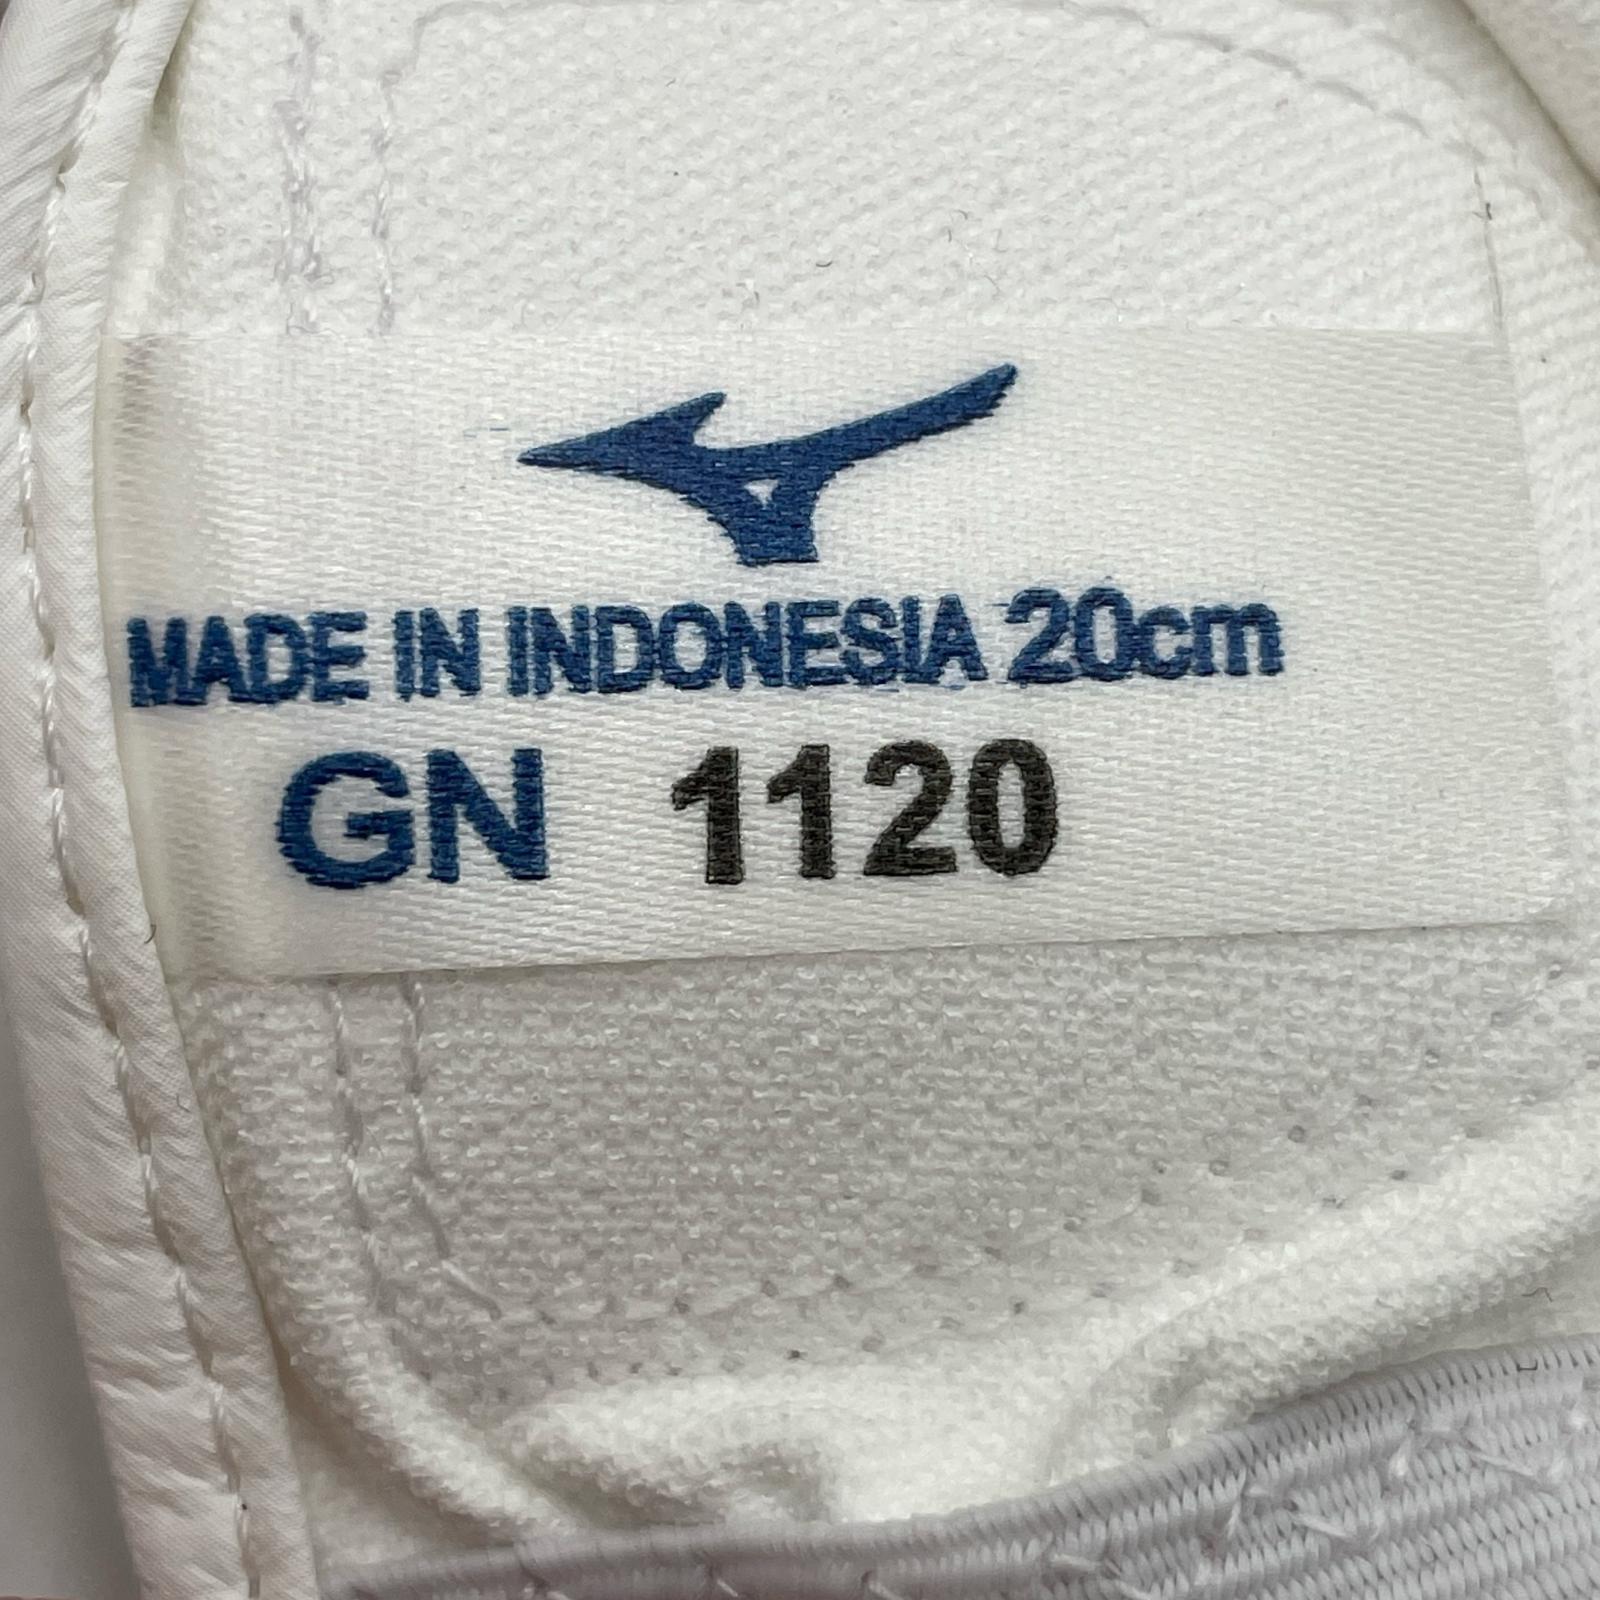 MADE IN INDONESIA 20cm
GN 1120